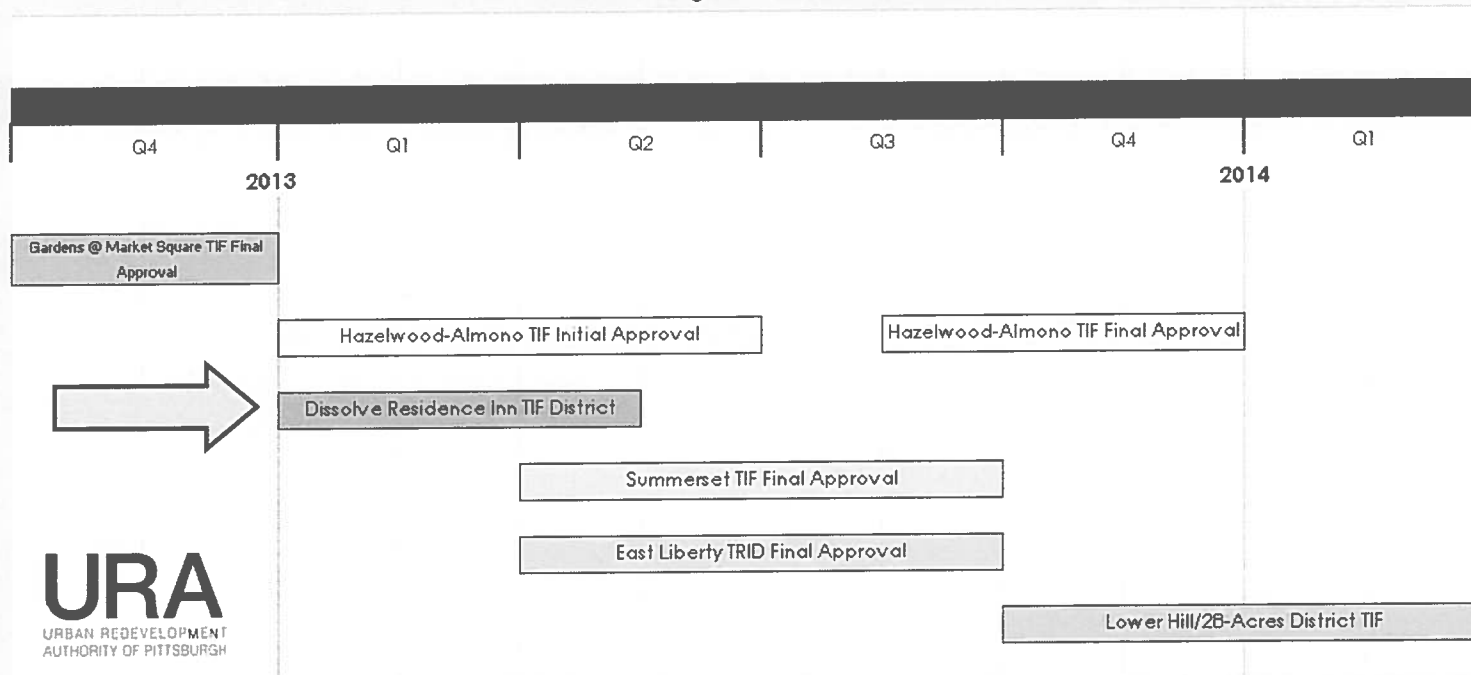 Q4
Q1
Q2
Q3
Q4
Q1
2013
2014
Gardens @ Market Square TIF Final
Approval
Hazelwood-Almono TIF Initial Approval
Hazelwood-Almono TIF Final Approval
Dissolve Residence Inn TIF District
Summerset TIF Final Approval
East Liberty TRID Final Approval
Lower Hill/28-Acres District TIF
URA
URBAN REDEVELOPMENT
AUTHORITY OF PITTSBURGH